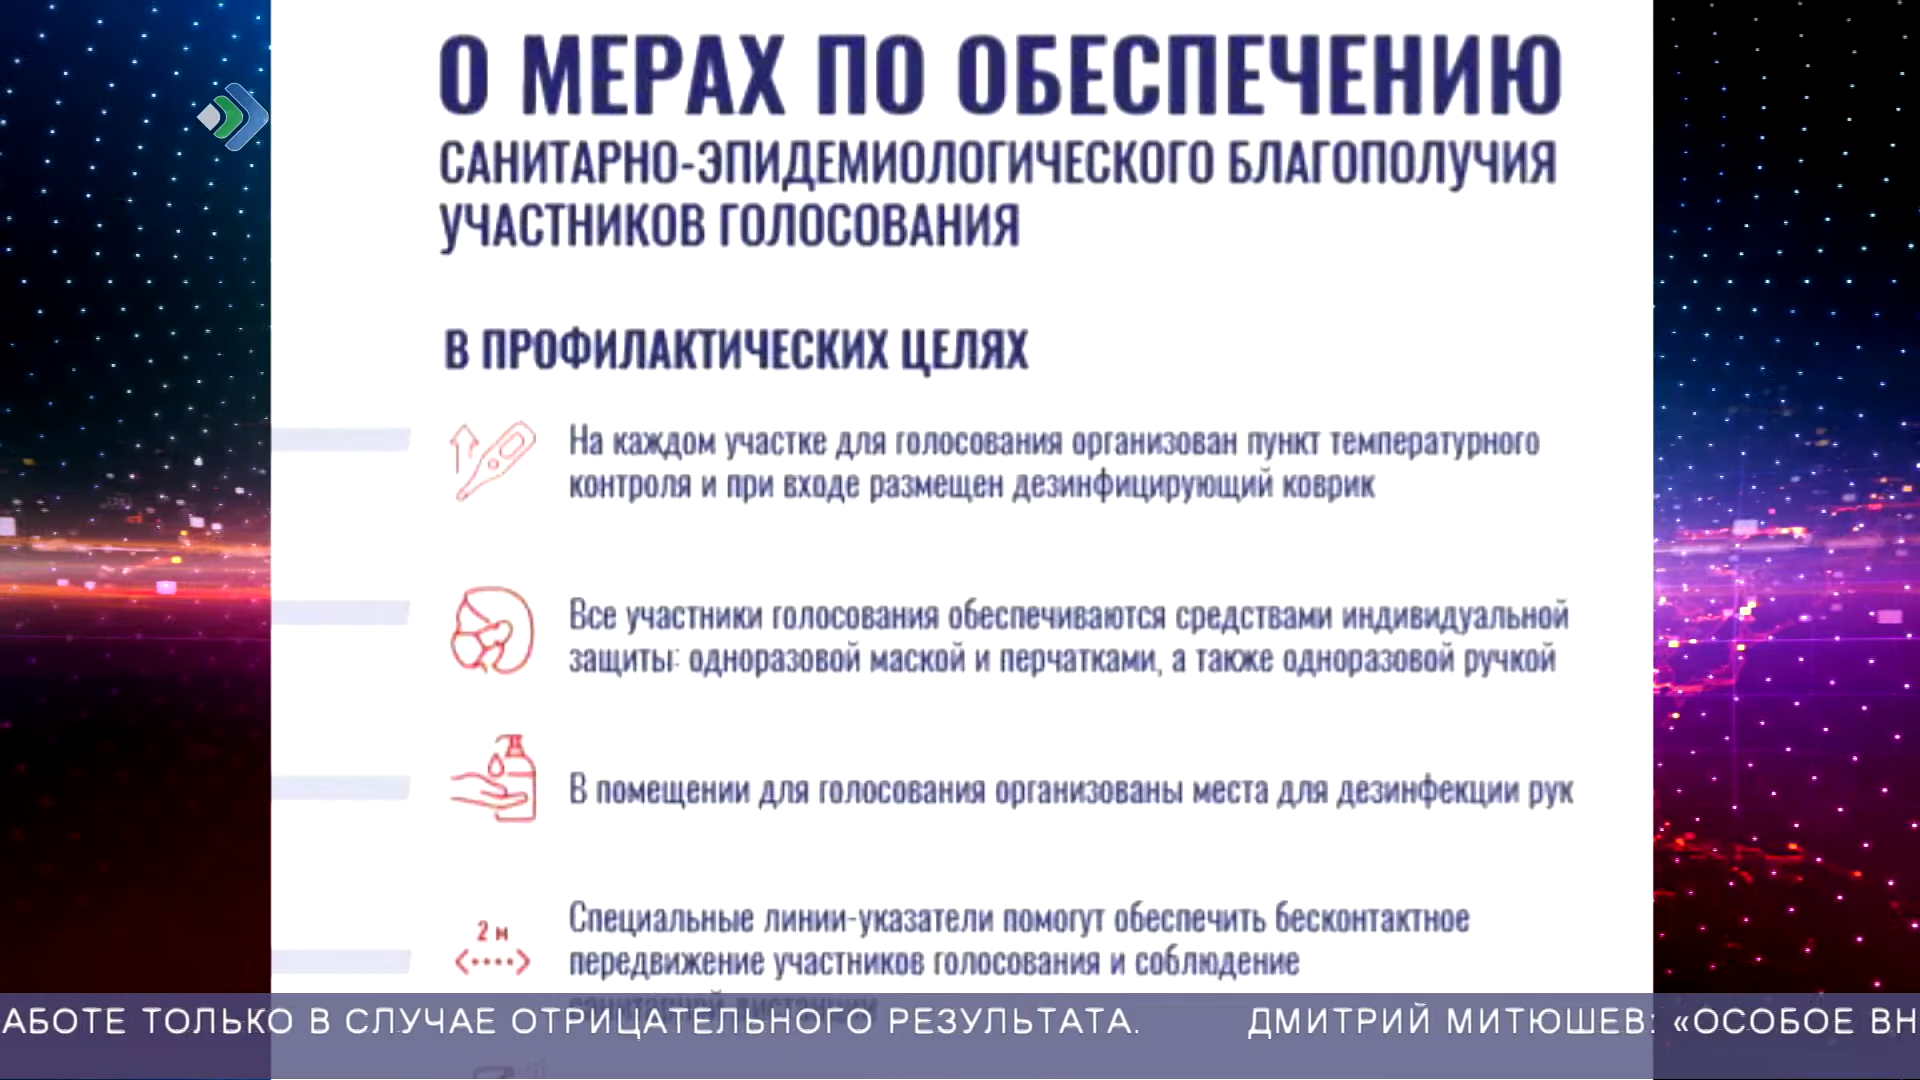 О МЕРАХ ПО ОБЕСПЕЧЕНИЮ
САНИТАРНО-ЭПИДЕМИОЛОГИЧЕСКОГО БЛАГОПОЛУЧИЯ
УЧАСТНИКОВ ГОЛОСОВАНИЯ
В ПРОФИЛАКТИЧЕСКИХ ЦЕЛЯХ
На каждом участке для голосования организован пункт температурного
контроля и при входе размещен дезинфицирующий коврик
Все участники голосования обеспечиваются средствами индивидуальной
защиты: одноразовой маской и перчатками, а также одноразовой ручкой
В помещении для голосования организованы места для дезинфекции рук
2 м
Специальные линии-указатели помогут обеспечить бесконтактное
передвижение участников голосования и соблюдение
санитарной дистанции
АБОТЕ ТОЛЬКО В СЛУЧАЕ ОТРИЦАТЕЛЬНОГО РЕЗУЛЬТАТА. ДМИТРИЙ МИТЮШЕВ: «ОСОБОЕ ВН